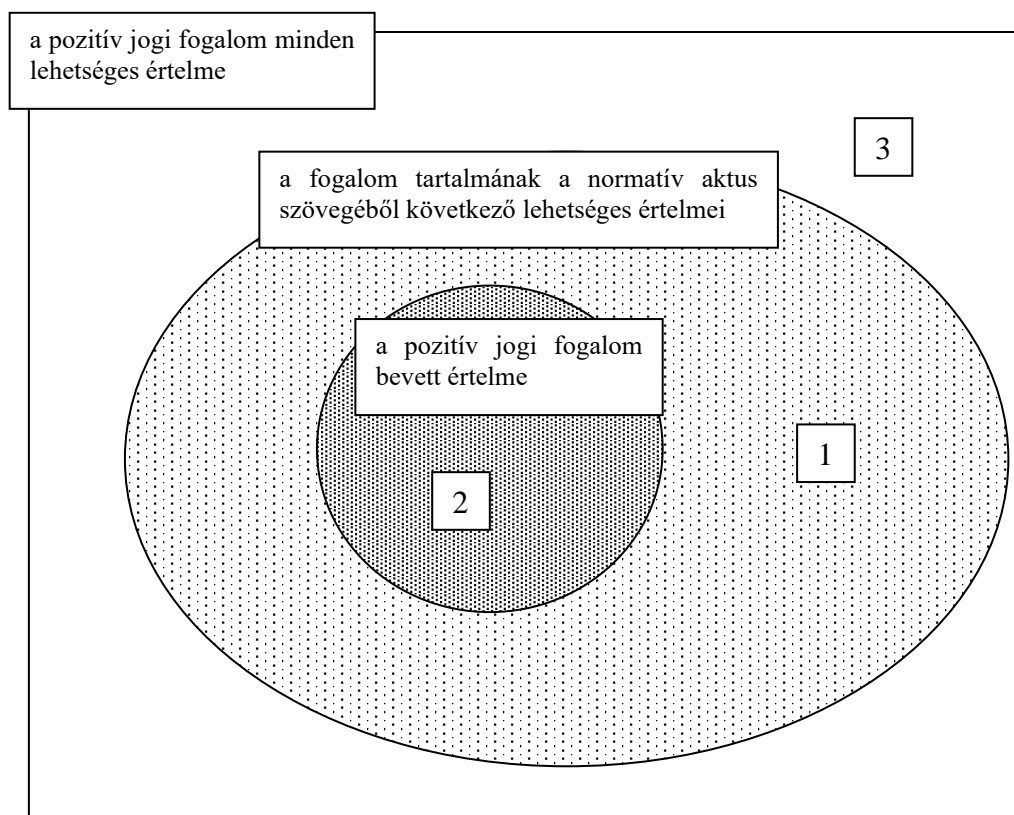 a pozitív jogi fogalom minden
lehetséges értelme
3
a fogalom tartalmának a normatív aktus
szövegéből következő lehetséges értelmei
a pozitív jogi fogalom
bevett értelme
1
2